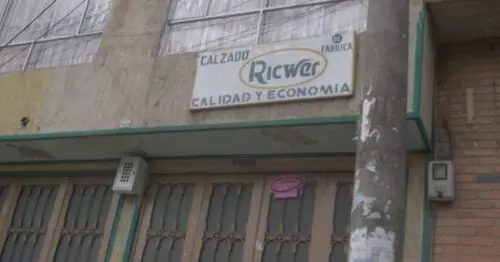 CALZADO
DE
FABRICA
Ricwer
CALIDAD Y ECONOMIA